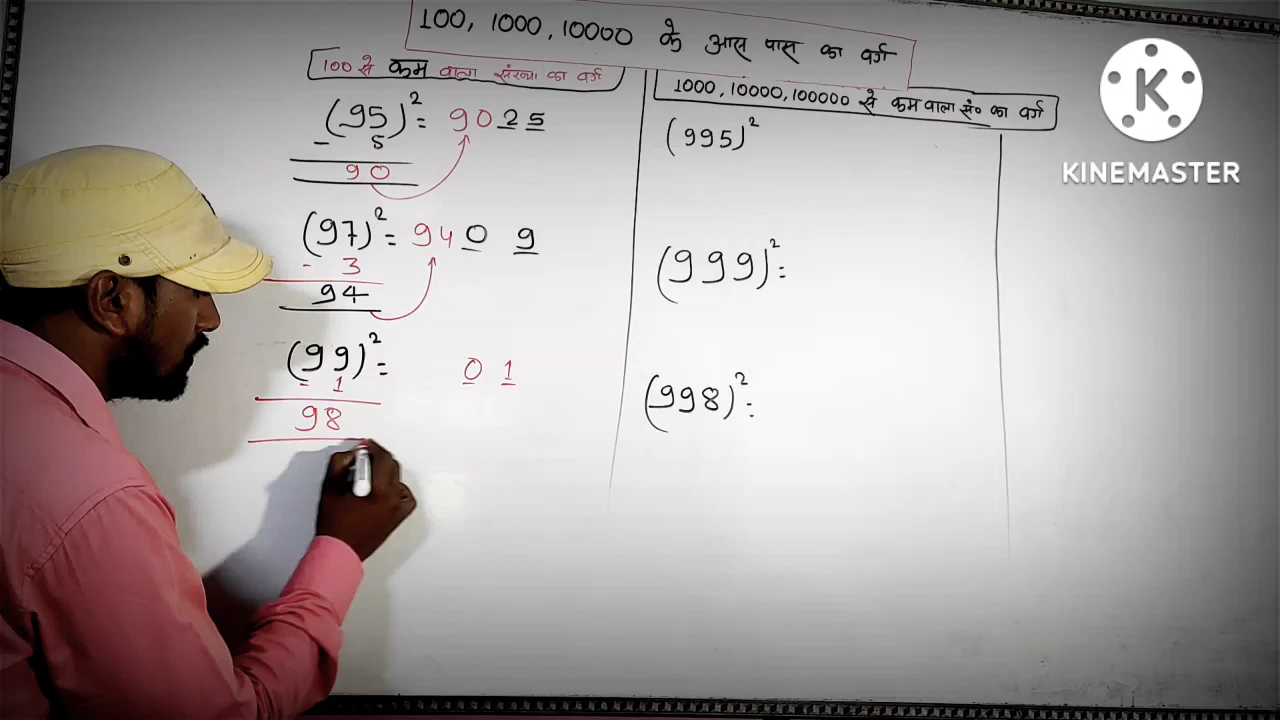 100, 1000, 10000 के आस पास का वर्ग
100 से कम वाला संख्या का वर्ग
(95)² = 9025
- 5
90
(97)² = 9409
- 3
94
(99)² = 01
- 1
98
1000, 10000, 100000 से कम वाला सं० का वर्ग
(995)²
(999)² =
(998)² =
K
KINEMASTER